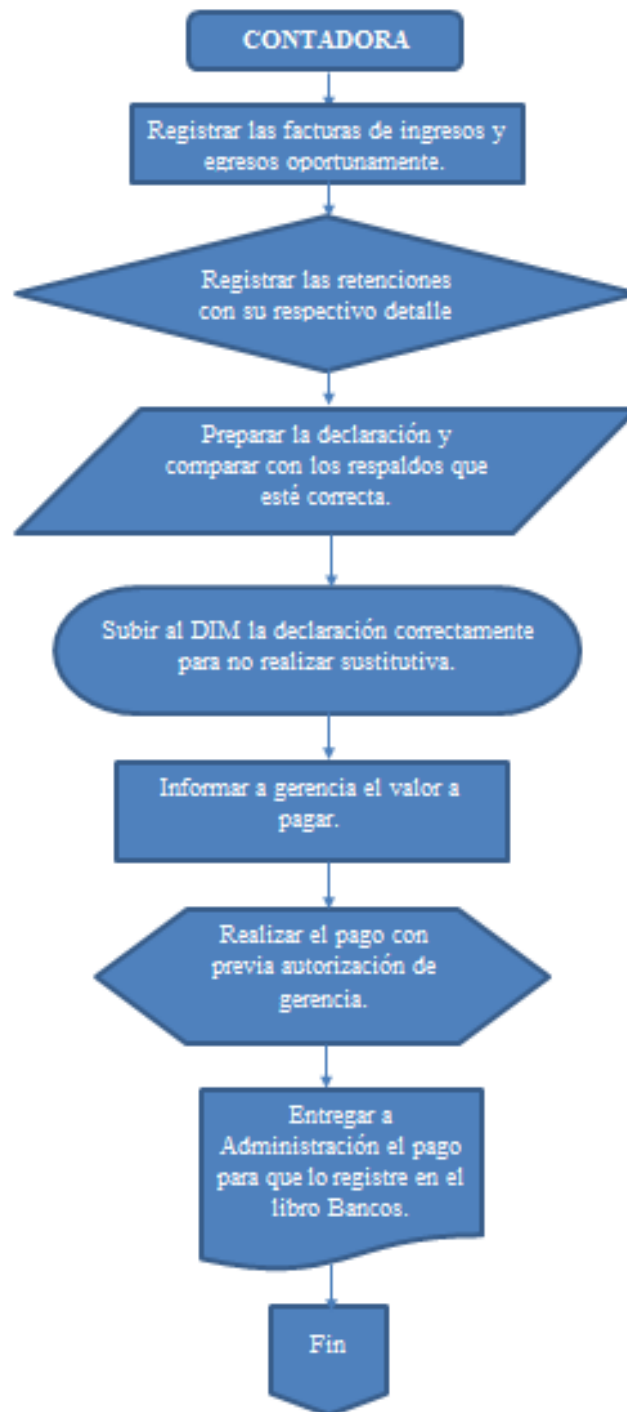 CONTADORA
Registrar las facturas de ingresos y
egresos oportunamente.
Registrar las retenciones
con su respectivo detalle
Preparar la declaración y
comparar con los respaldos que
esté correcta.
Subir al DIM la declaración correctamente
para no realizar sustitutiva.
Informar a gerencia el valor a
pagar.
Realizar el pago con
previa autorización de
gerencia.
Entregar a
Administración el pago
para que lo registre en el
libro Bancos.
Fin